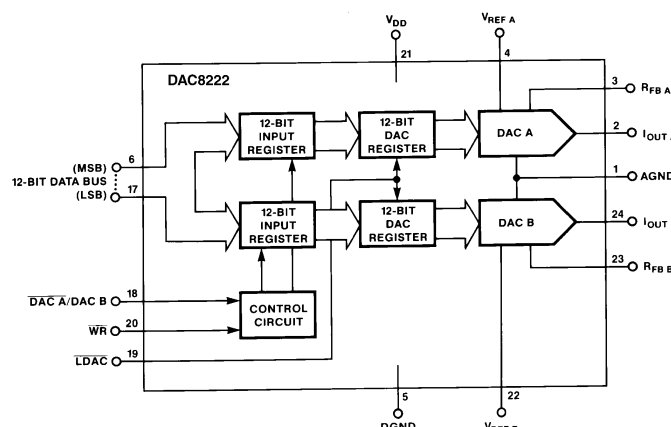 VDD
VREF A
21
4
DAC8222
3
RFB A
12-BIT
INPUT
REGISTER
12-BIT
DAC
REGISTER
DAC A
2
IOUT
1
AGND
(MSB)
6
12-BIT DATA BUS
17
(LSB)
12-BIT
INPUT
REGISTER
12-BIT
DAC
REGISTER
DAC B
24
IOUT
23
RFB B
18
DAC A/DAC B
20
WR
CONTROL
CIRCUIT
19
LDAC
5
22
DGND